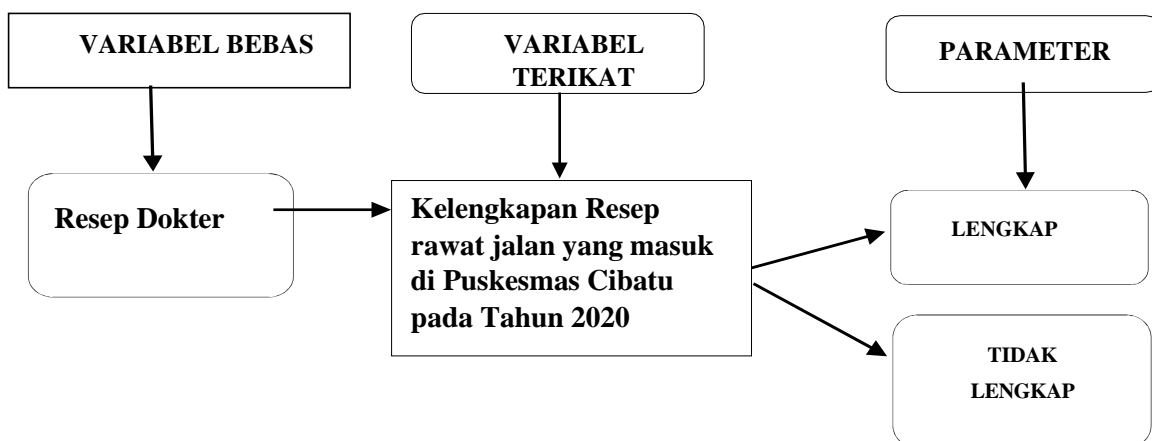 VARIABEL BEBAS
VARIABEL
TERIKAT
PARAMETER
Resep Dokter
Kelengkapan Resep
rawat jalan yang masuk
di Puskesmas Cibatu
pada Tahun 2020
LENGKAP
TIDAK
LENGKAP